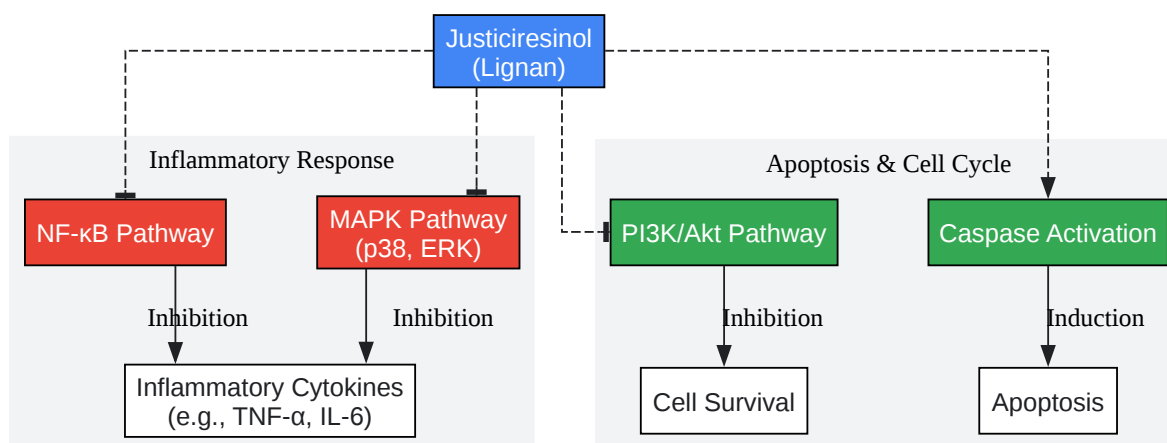 Justiciresinol
(Lignan)
Inflammatory Response
Apoptosis & Cell Cycle
NF-κB Pathway
MAPK Pathway
(p38, ERK)
PI3K/Akt Pathway
Caspase Activation
Inhibition
Inhibition
Inhibition
Induction
Inflammatory Cytokines
(e.g., TNF-α, IL-6)
Cell Survival
Apoptosis